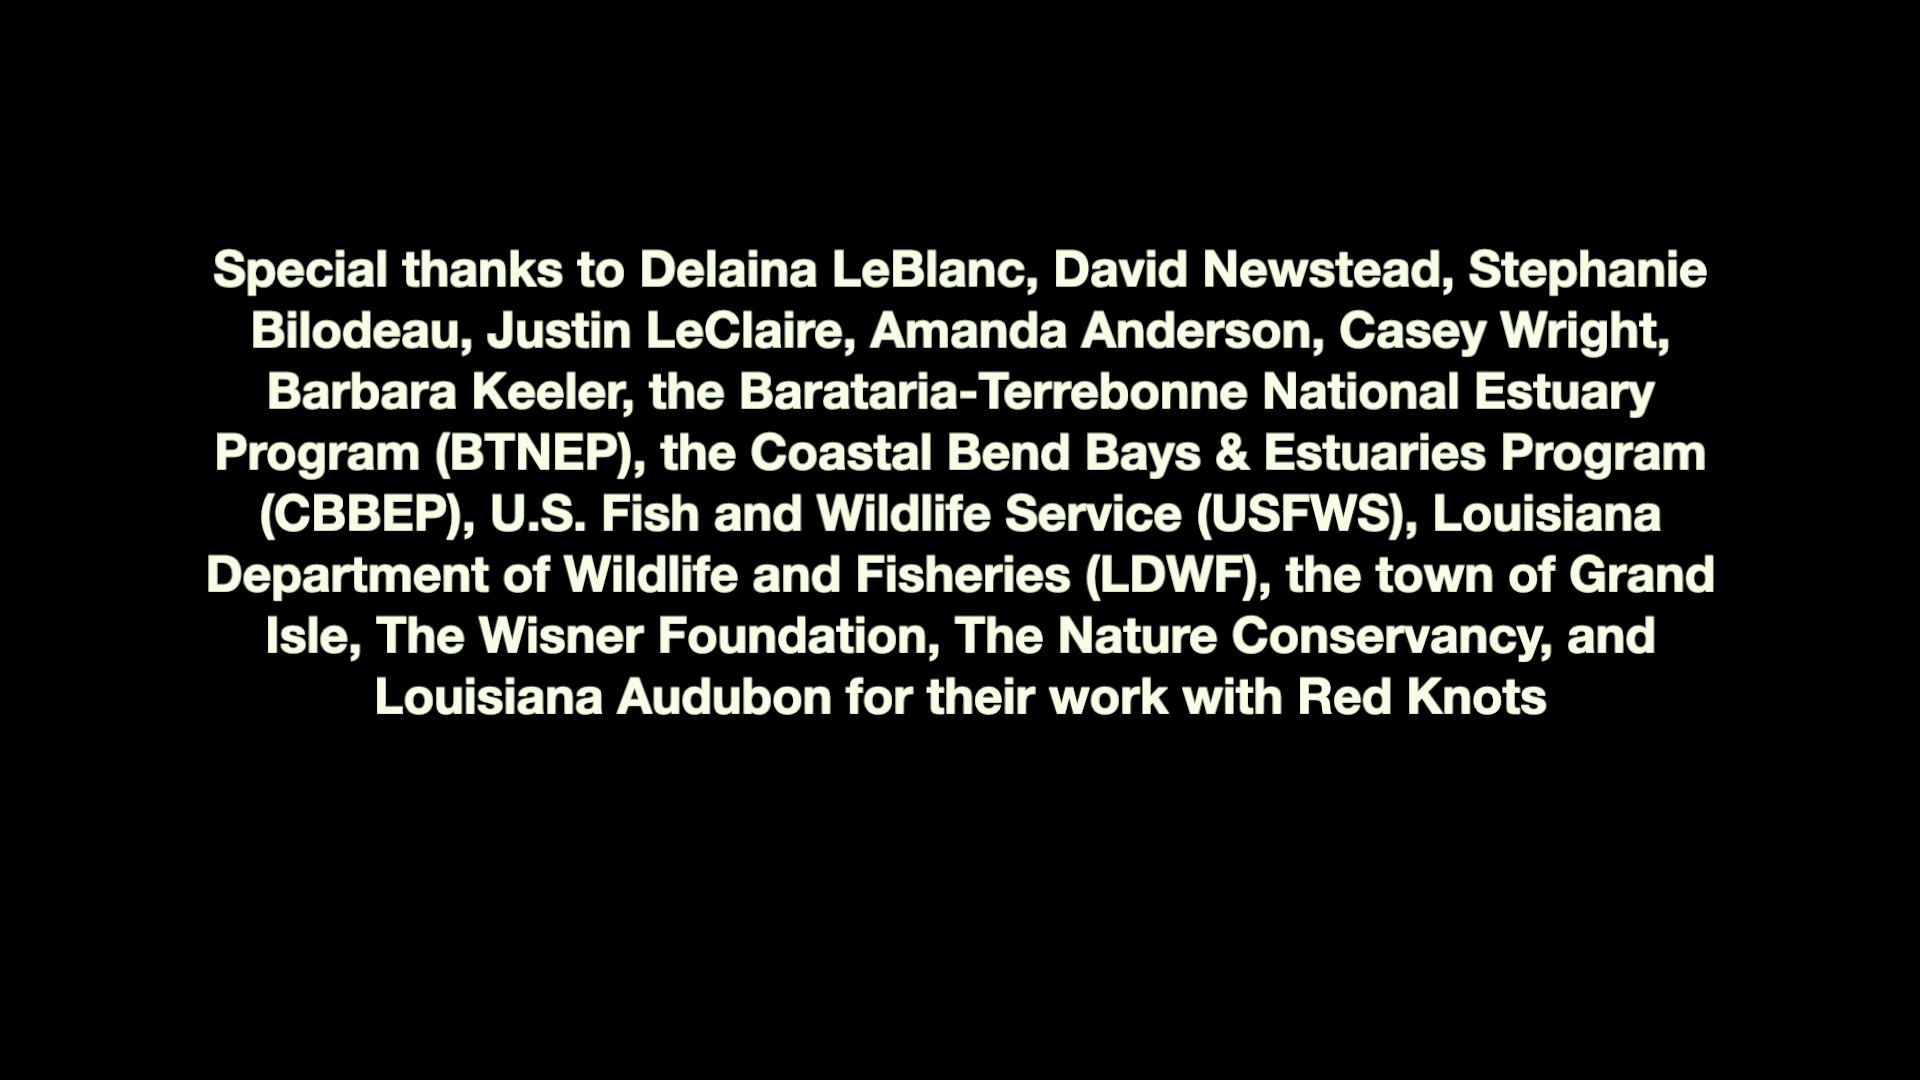 Special thanks to Delaina LeBlanc, David Newstead, Stephanie
Bilodeau, Justin LeClaire, Amanda Anderson, Casey Wright,
Barbara Keeler, the Barataria-Terrebonne National Estuary
Program (BTNEP), the Coastal Bend Bays & Estuaries Program
(CBBEP), U.S. Fish and Wildlife Service (USFWS), Louisiana
Department of Wildlife and Fisheries (LDWF), the town of Grand
Isle, The Wisner Foundation, The Nature Conservancy, and
Louisiana Audubon for their work with Red Knots